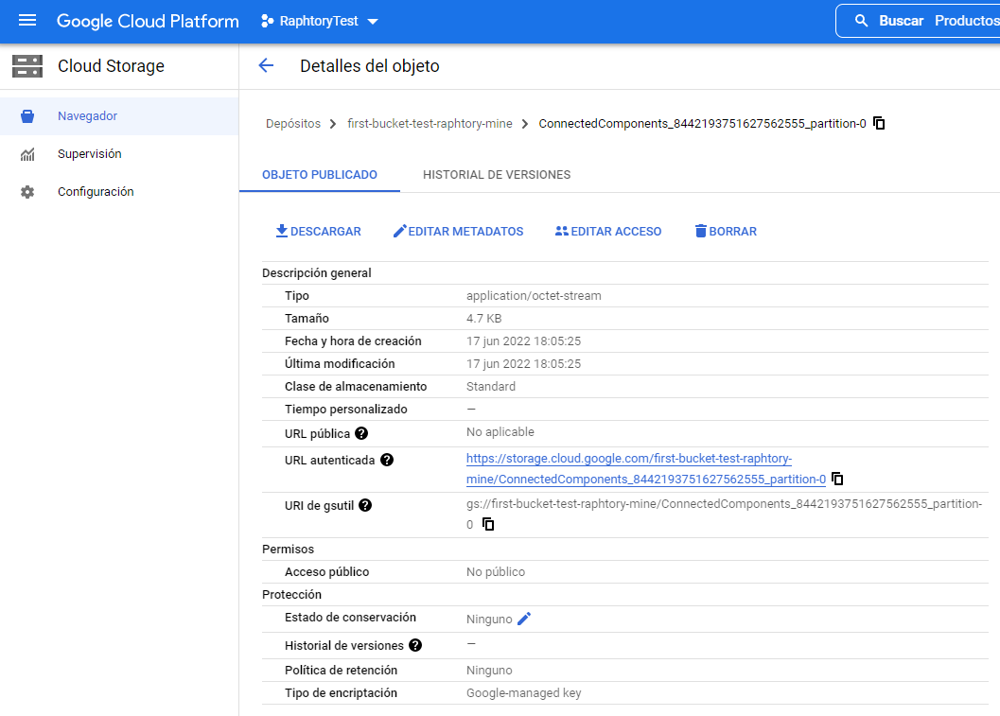 Google Cloud Platform RaphtoryTest Buscar Productos
Cloud Storage
Detalles del objeto
Navegador
Supervisión
Configuración
Depósitos first-bucket-test-raphtory-mine ConnectedComponents_8442193751627562555_partition-0
OBJETO PUBLICADO HISTORIAL DE VERSIONES
DESCARGAR EDITAR METADATOS EDITAR ACCESO BORRAR
Descripción general
Tipo application/octet-stream
Tamaño 4.7 KB
Fecha y hora de creación 17 jun 2022 18:05:25
Última modificación 17 jun 2022 18:05:25
Clase de almacenamiento Standard
Tiempo personalizado —
URL pública ? No aplicable
URL autenticada ? https://storage.cloud.google.com/first-bucket-test-raphtory-
mine/ConnectedComponents_8442193751627562555_partition-0
URI de gsutil ? gs://first-bucket-test-raphtory-mine/ConnectedComponents_8442193751627562555_partition-
0
Permisos
Acceso público No público
Protección
Estado de conservación Ninguno
Historial de versiones ? —
Política de retención Ninguno
Tipo de encriptación Google-managed key